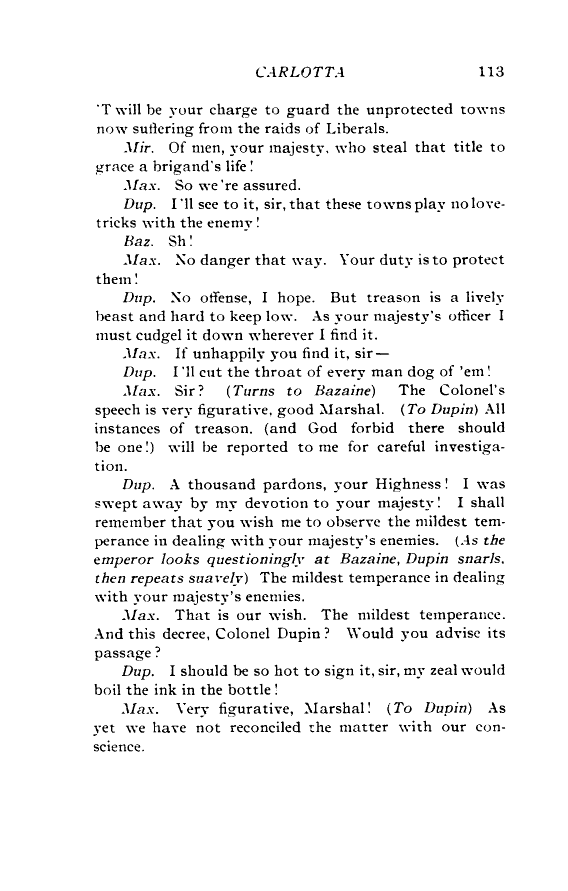 CARLOTTA 113
'T will be your charge to guard the unprotected towns
now suffering from the raids of Liberals.
Mir. Of men, your majesty, who steal that title to
grace a brigand's life!
Max. So we're assured.
Dup. I'll see to it, sir, that these towns play no love-
tricks with the enemy!
Baz. Sh!
Max. No danger that way. Your duty is to protect
them!
Dup. No offense, I hope. But treason is a lively
beast and hard to keep low. As your majesty's officer I
must cudgel it down wherever I find it.
Max. If unhappily you find it, sir—
Dup. I'll cut the throat of every man dog of 'em!
Max. Sir? (Turns to Bazaine) The Colonel's
speech is very figurative, good Marshal. (To Dupin) All
instances of treason, (and God forbid there should
be one!) will be reported to me for careful investiga-
tion.
Dup. A thousand pardons, your Highness! I was
swept away by my devotion to your majesty! I shall
remember that you wish me to observe the mildest tem-
perance in dealing with your majesty's enemies. (As the
emperor looks questioningly at Bazaine, Dupin snarls,
then repeats suavely) The mildest temperance in dealing
with your majesty's enemies.
Max. That is our wish. The mildest temperance.
And this decree, Colonel Dupin? Would you advise its
passage?
Dup. I should be so hot to sign it, sir, my zeal would
boil the ink in the bottle!
Max. Very figurative, Marshal! (To Dupin) As
yet we have not reconciled the matter with our con-
science.